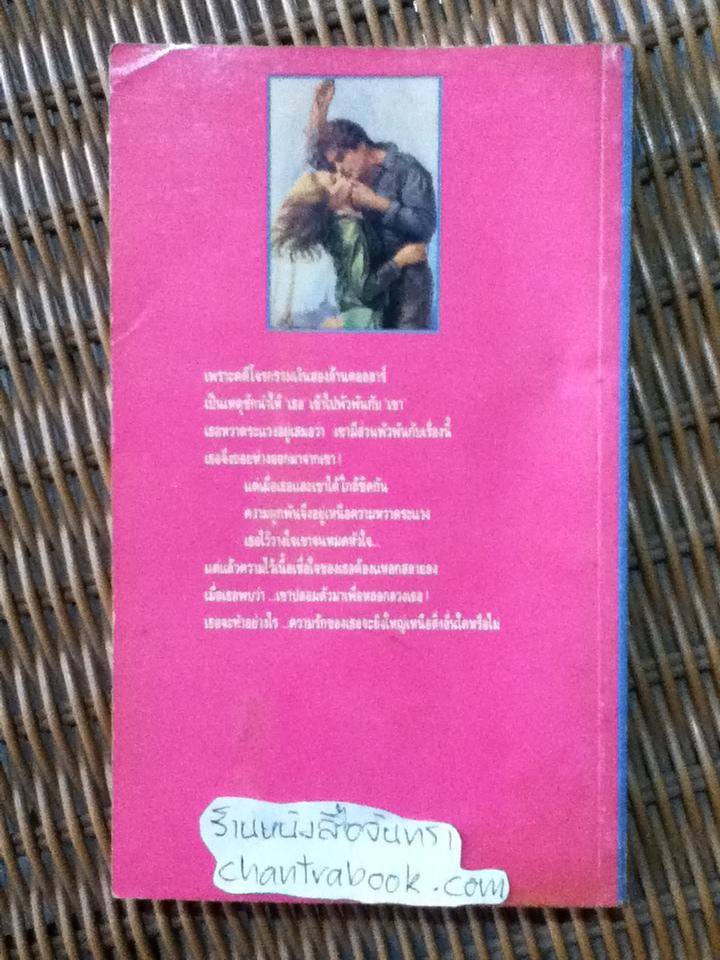 เพราะคดีโจรกรรมเงินสองล้านดอลลาร์
เป็นเหตุชักนำให้ 'เธอ' เข้าไปพัวพันกับ 'เขา'
เธอหวาดระแวงอยู่เสมอว่า เขามีส่วนพัวพันกับเรื่องนี้
เธอจึงถอยห่างออกมาจากเขา!
แต่เมื่อเธอและเขาได้ใกล้ชิดกัน
ความผูกพันจึงอยู่เหนือความหวาดระแวง
เธอไว้วางใจเขาจนหมดหัวใจ...
แต่แล้วความไว้เนื้อเชื่อใจของเธอต้องแหลกสลายลง
เมื่อเธอพบว่า ...เขาปลอมตัวมาเพื่อหลอกลวงเธอ!
เธอจะทำอย่างไร ...ความรักของเธอจะยิ่งใหญ่เหนือสิ่งอื่นใดหรือไม่
ร้านหนังสือจันทรา
chantrabook.com